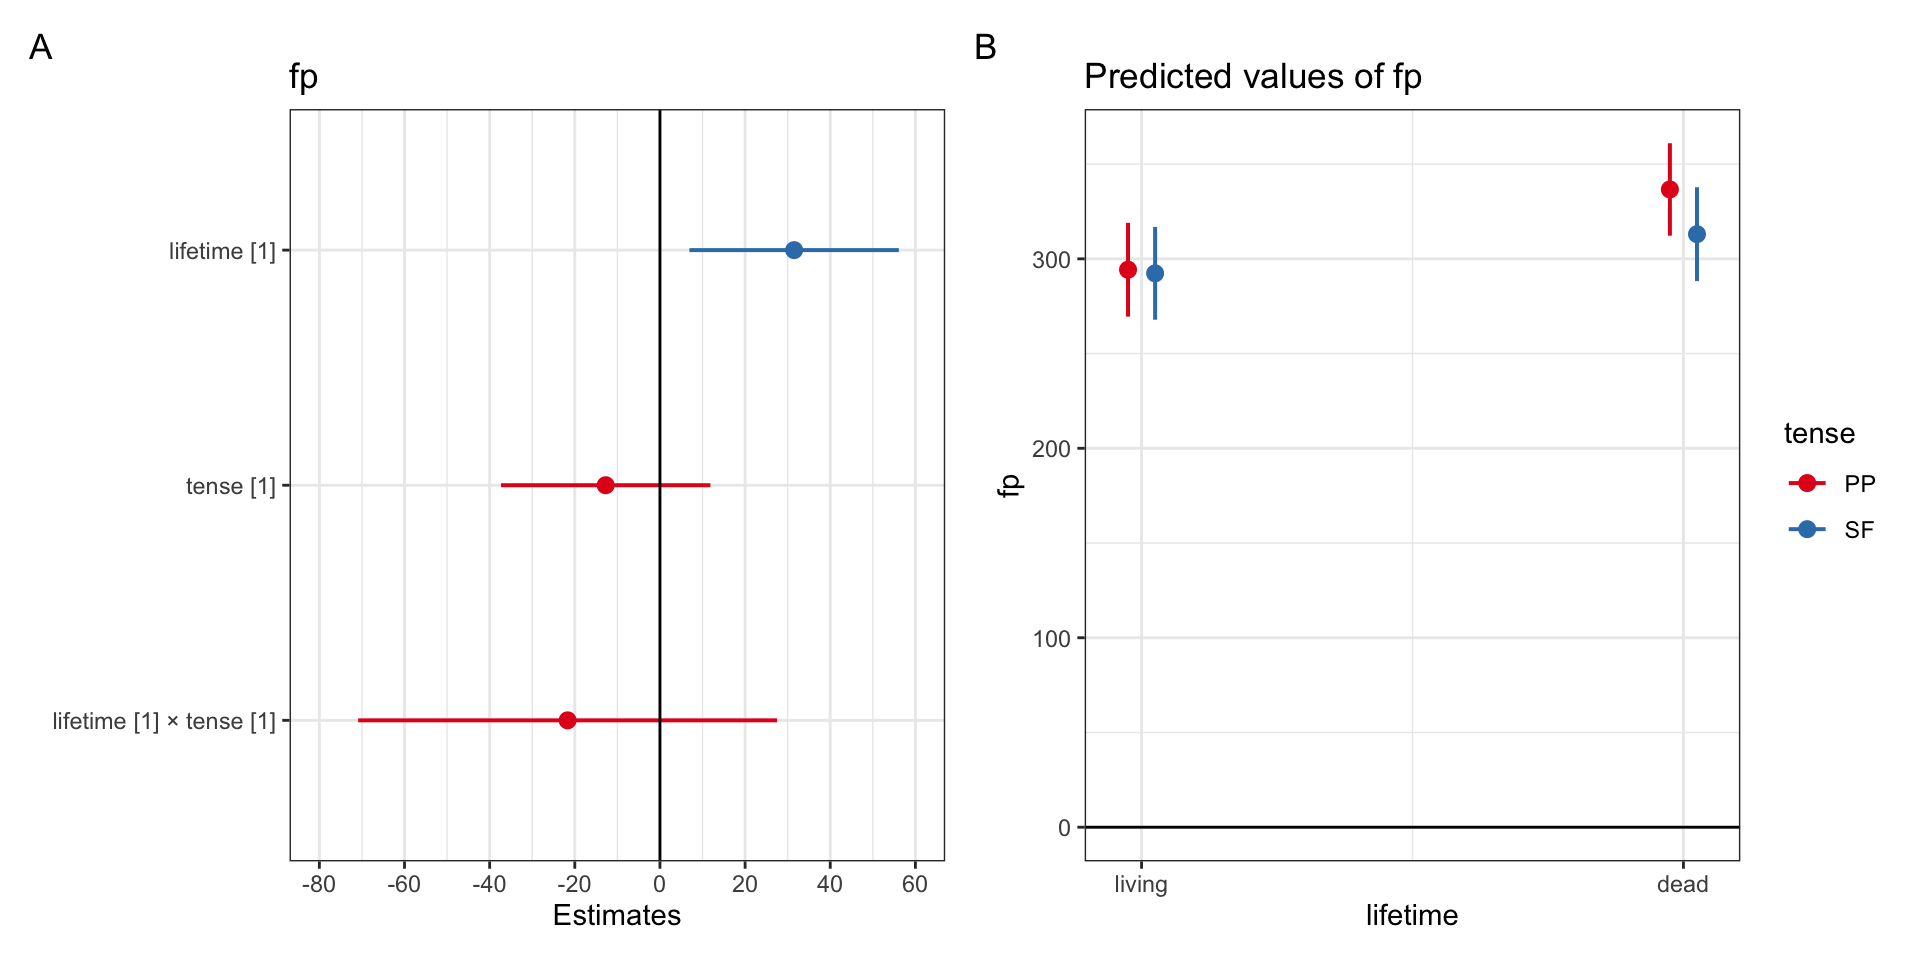 A
fp
lifetime [1]
tense [1]
lifetime [1] × tense [1]
-80 -60 -40 -20 0 20 40 60
Estimates
B
Predicted values of fp
fp
300
200
100
0
living dead
lifetime
tense
PP
SF